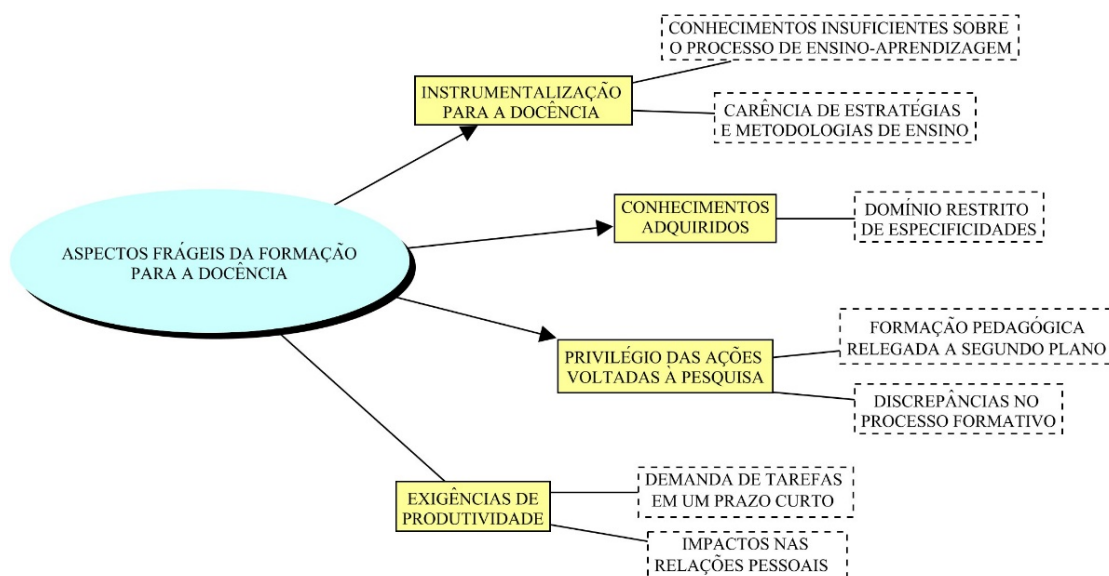 CONHECIMENTOS INSUFICIENTES SOBRE
O PROCESSO DE ENSINO-APRENDIZAGEM
INSTRUMENTALIZAÇÃO
PARA A DOCÊNCIA
CARÊNCIA DE ESTRATÉGIAS
E METODOLOGIAS DE ENSINO
CONHECIMENTOS
ADQUIRIDOS
DOMÍNIO RESTRITO
DE ESPECIFICIDADES
ASPECTOS FRÁGEIS DA FORMAÇÃO
PARA A DOCÊNCIA
FORMAÇÃO PEDAGÓGICA
RELEGADA A SEGUNDO PLANO
PRIVILÉGIO DAS AÇÕES
VOLTADAS À PESQUISA
DISCREPÂNCIAS NO
PROCESSO FORMATIVO
DEMANDA DE TAREFAS
EM UM PRAZO CURTO
EXIGÊNCIAS DE
PRODUTIVIDADE
IMPACTOS NAS
RELAÇÕES PESSOAIS